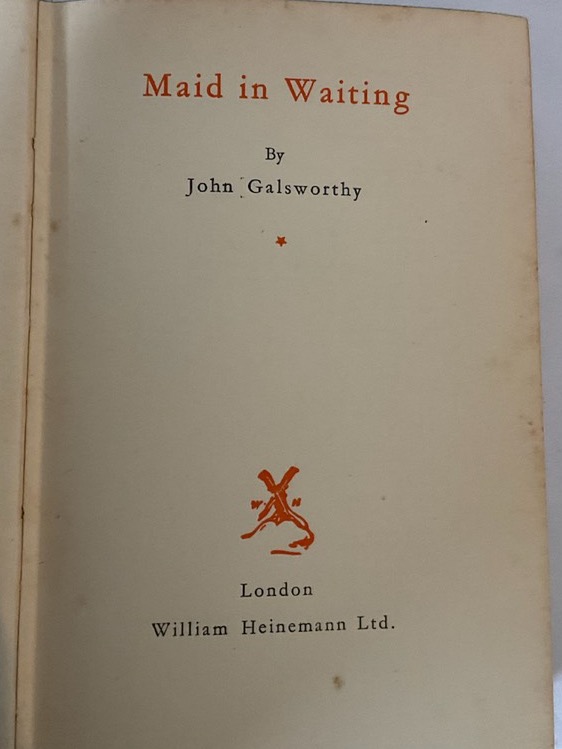 Maid in Waiting
By
John Galsworthy
W H
London
William Heinemann Ltd.